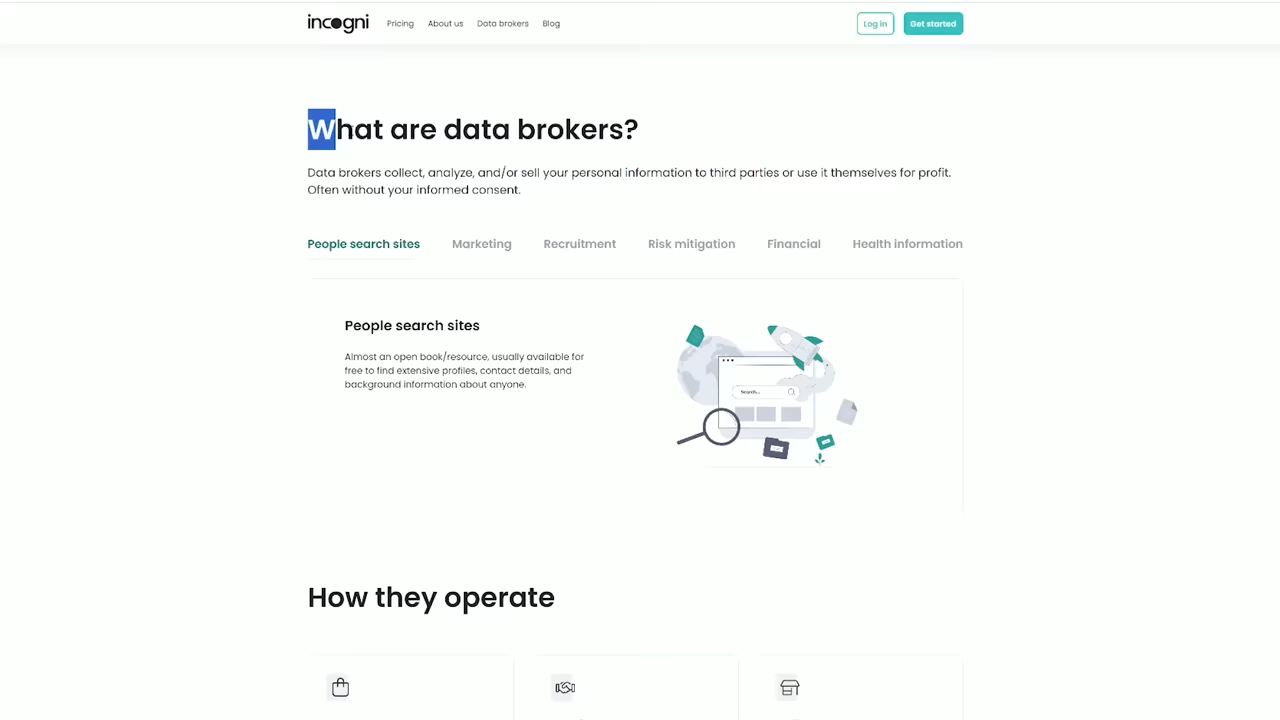 incogni
Pricing
About us
Data brokers
Blog
Log in
Get started
What are data brokers?
Data brokers collect, analyze, and/or sell your personal information to third parties or use it themselves for profit.
Often without your informed consent.
People search sites
Marketing
Recruitment
Risk mitigation
Financial
Health information
People search sites
Almost an open book/resource, usually available for
free to find extensive profiles, contact details, and
background information about anyone.
Search...
How they operate